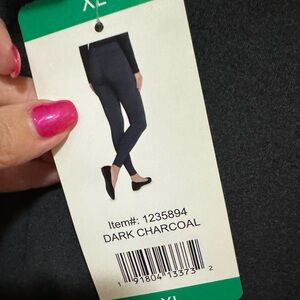 XL
Item#: 1235894
DARK CHARCOAL
1 91804 13373 2
XL